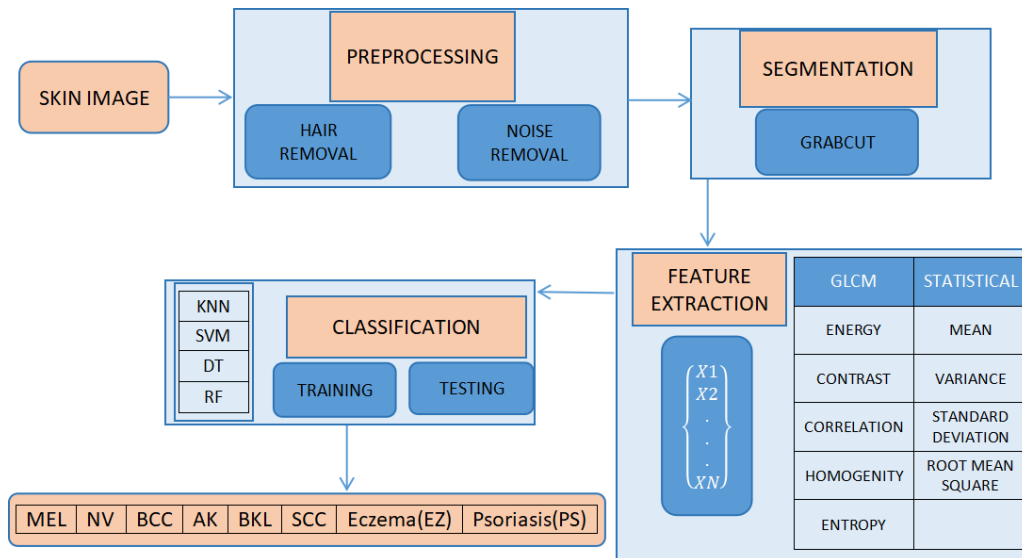 SKIN IMAGE
PREPROCESSING
HAIR
REMOVAL
NOISE
REMOVAL
SEGMENTATION
GRABCUT
FEATURE
EXTRACTION
X1
X2
.
.
.
XN
GLCM STATISTICAL
ENERGY MEAN
CONTRAST VARIANCE
CORRELATION STANDARD
DEVIATION
HOMOGENITY ROOT MEAN
SQUARE
ENTROPY
CLASSIFICATION
KNN
SVM
DT
RF
TRAINING
TESTING
MEL NV BCC AK BKL SCC Eczema(EZ) Psoriasis(PS)